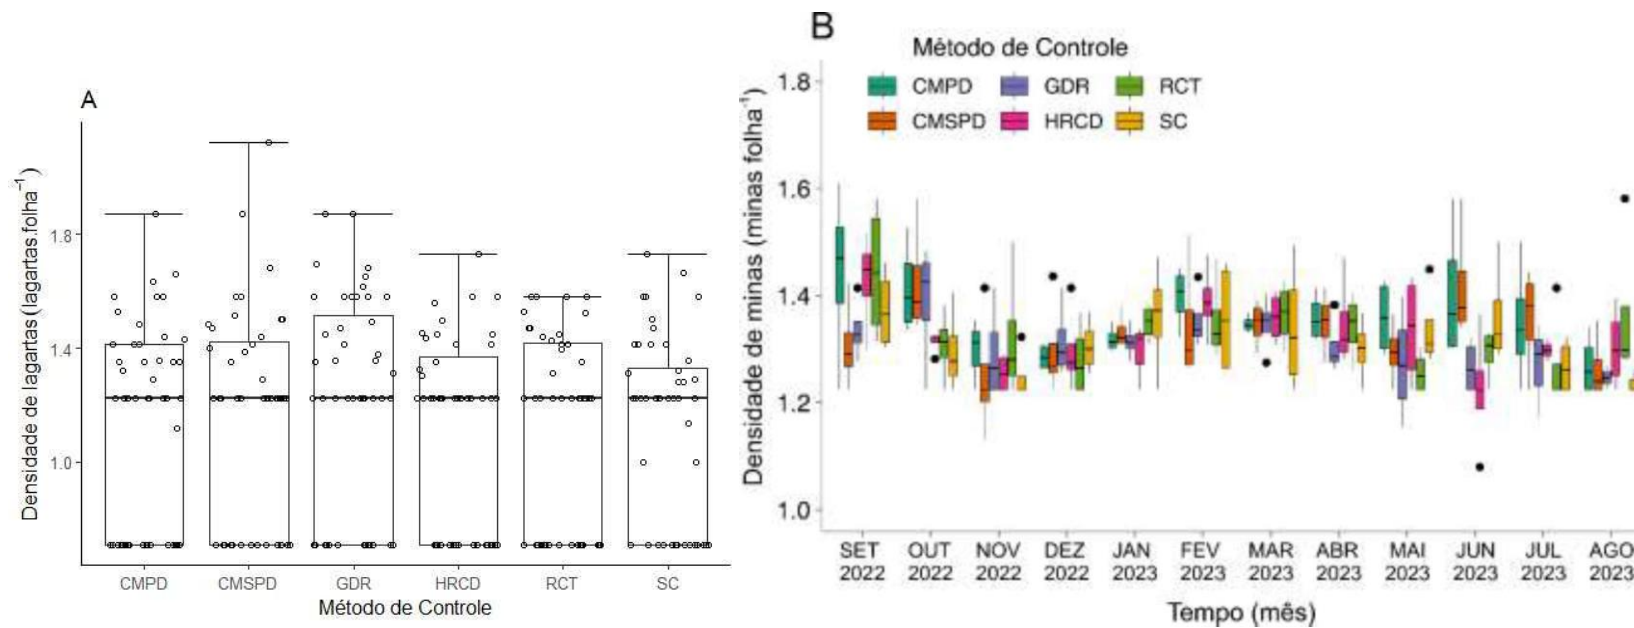 A
Densidade de lagartas (lagartas.folha⁻¹)
1.8
1.4
1.0
CMPD CMSPD GDR HRCD RCT SC
Método de Controle
B
Método de Controle
CMPD GDR RCT
CMSPD HRCD SC
Densidade de minas (minas folha⁻¹)
1.8
1.6
1.4
1.2
1.0
SET OUT NOV DEZ JAN FEV MAR ABR MAI JUN JUL AGO
2022 2022 2022 2022 2023 2023 2023 2023 2023 2023 2023 2023
Tempo (mês)